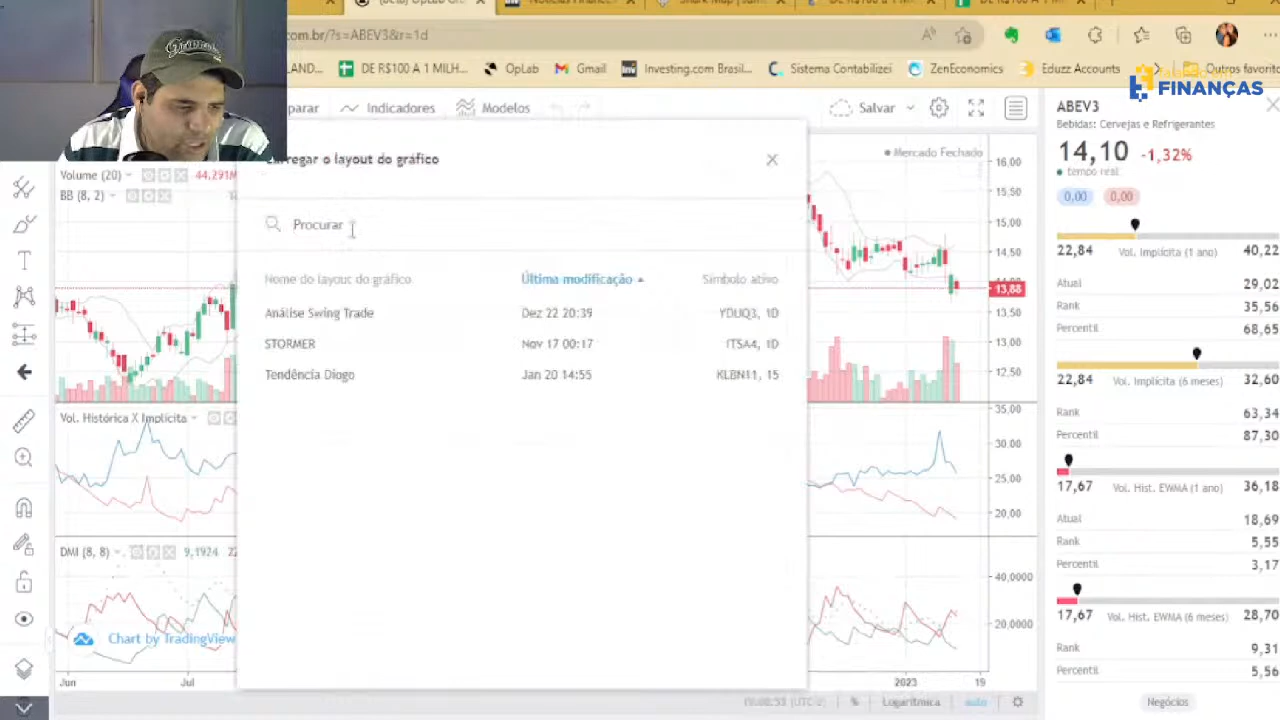 .com.br/?s=ABEV3&r=1d
DE R$100 A 1 MILH...
OpLab
Gmail
Investing.com Brasil...
Sistema Contabilizei
ZenEconomics
Eduzz Accounts
Outros favorito
FINANÇAS
parar
Indicadores
Modelos
Salvar
ABEV3
Bebidas: Cervejas e Refrigerantes
14,10 -1,32%
tempo real
0,00 0,00
Carregar o layout do gráfico
Mercado Fechado
Volume (20) 44,291M
BB (8, 2)
Procurar
Nome do layout do gráfico Última modificação Símbolo ativo
Análise Swing Trade Dez 22 20:39 YDUQ3, 1D
STORMER Nov 17 00:17 ITSA4, 1D
Tendência Diogo Jan 20 14:55 KLBN11, 15
16,00
15,50
15,00
14,50
13,88
13,50
13,00
12,50
22,84 Vol. Implícita (1 ano) 40,22
Atual 29,02
Rank 35,56
Percentil 68,65
22,84 Vol. Implícita (6 meses) 32,60
Rank 63,34
Percentil 87,30
17,67 Vol. Hist. EWMA (1 ano) 36,18
Atual 18,69
Rank 5,55
Percentil 3,17
17,67 Vol. Hist. EWMA (6 meses) 28,70
Rank 9,31
Percentil 5,56
Negócios
Vol. Histórica X Implícita
35,00
30,00
25,00
20,00
DMI (8, 8) 9,1924
40,0000
20,0000
Chart by TradingView
Jun Jul 2023 19
% Logarítmica auto